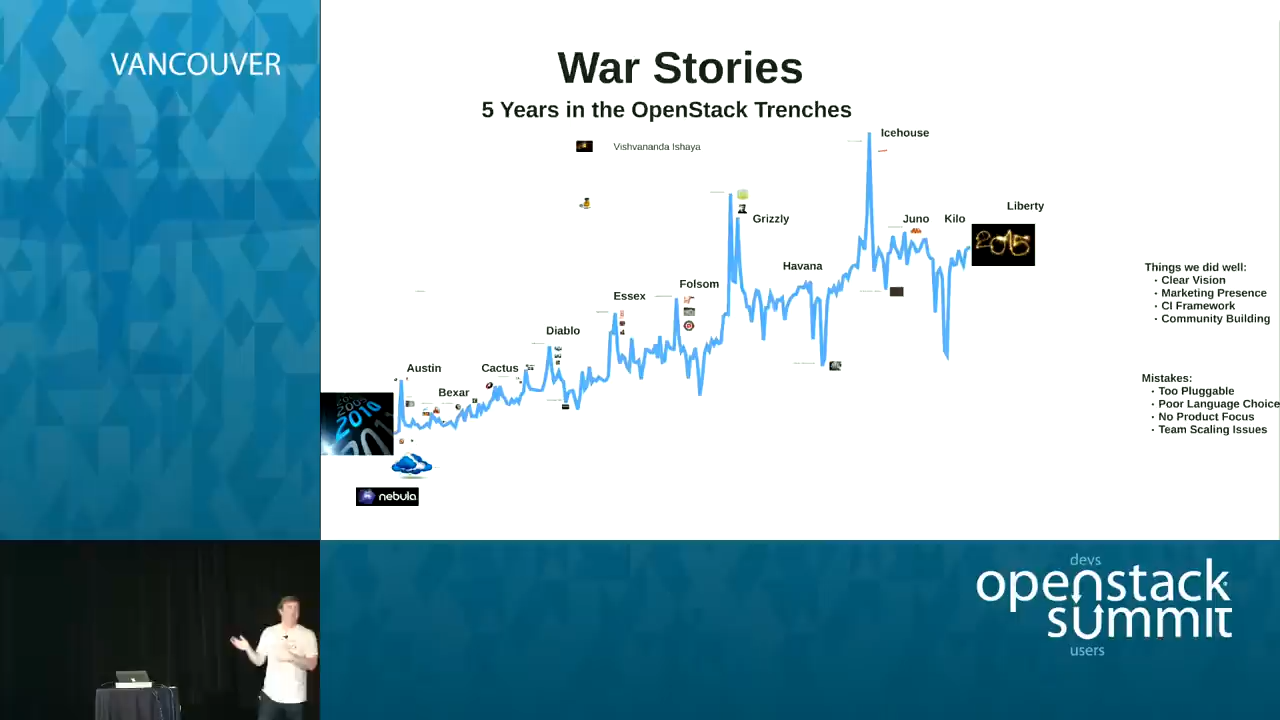 VANCOUVER
War Stories
5 Years in the OpenStack Trenches
Vishvananda Ishaya
Icehouse
Liberty
Grizzly
Juno
Kilo
2015
Havana
Things we did well:
· Clear Vision
· Marketing Presence
· CI Framework
· Community Building
Folsom
Essex
Diablo
Austin
Cactus
Bexar
2010
Mistakes:
· Too Pluggable
· Poor Language Choice
· No Product Focus
· Team Scaling Issues
nebula
devs
openstack
summit
users